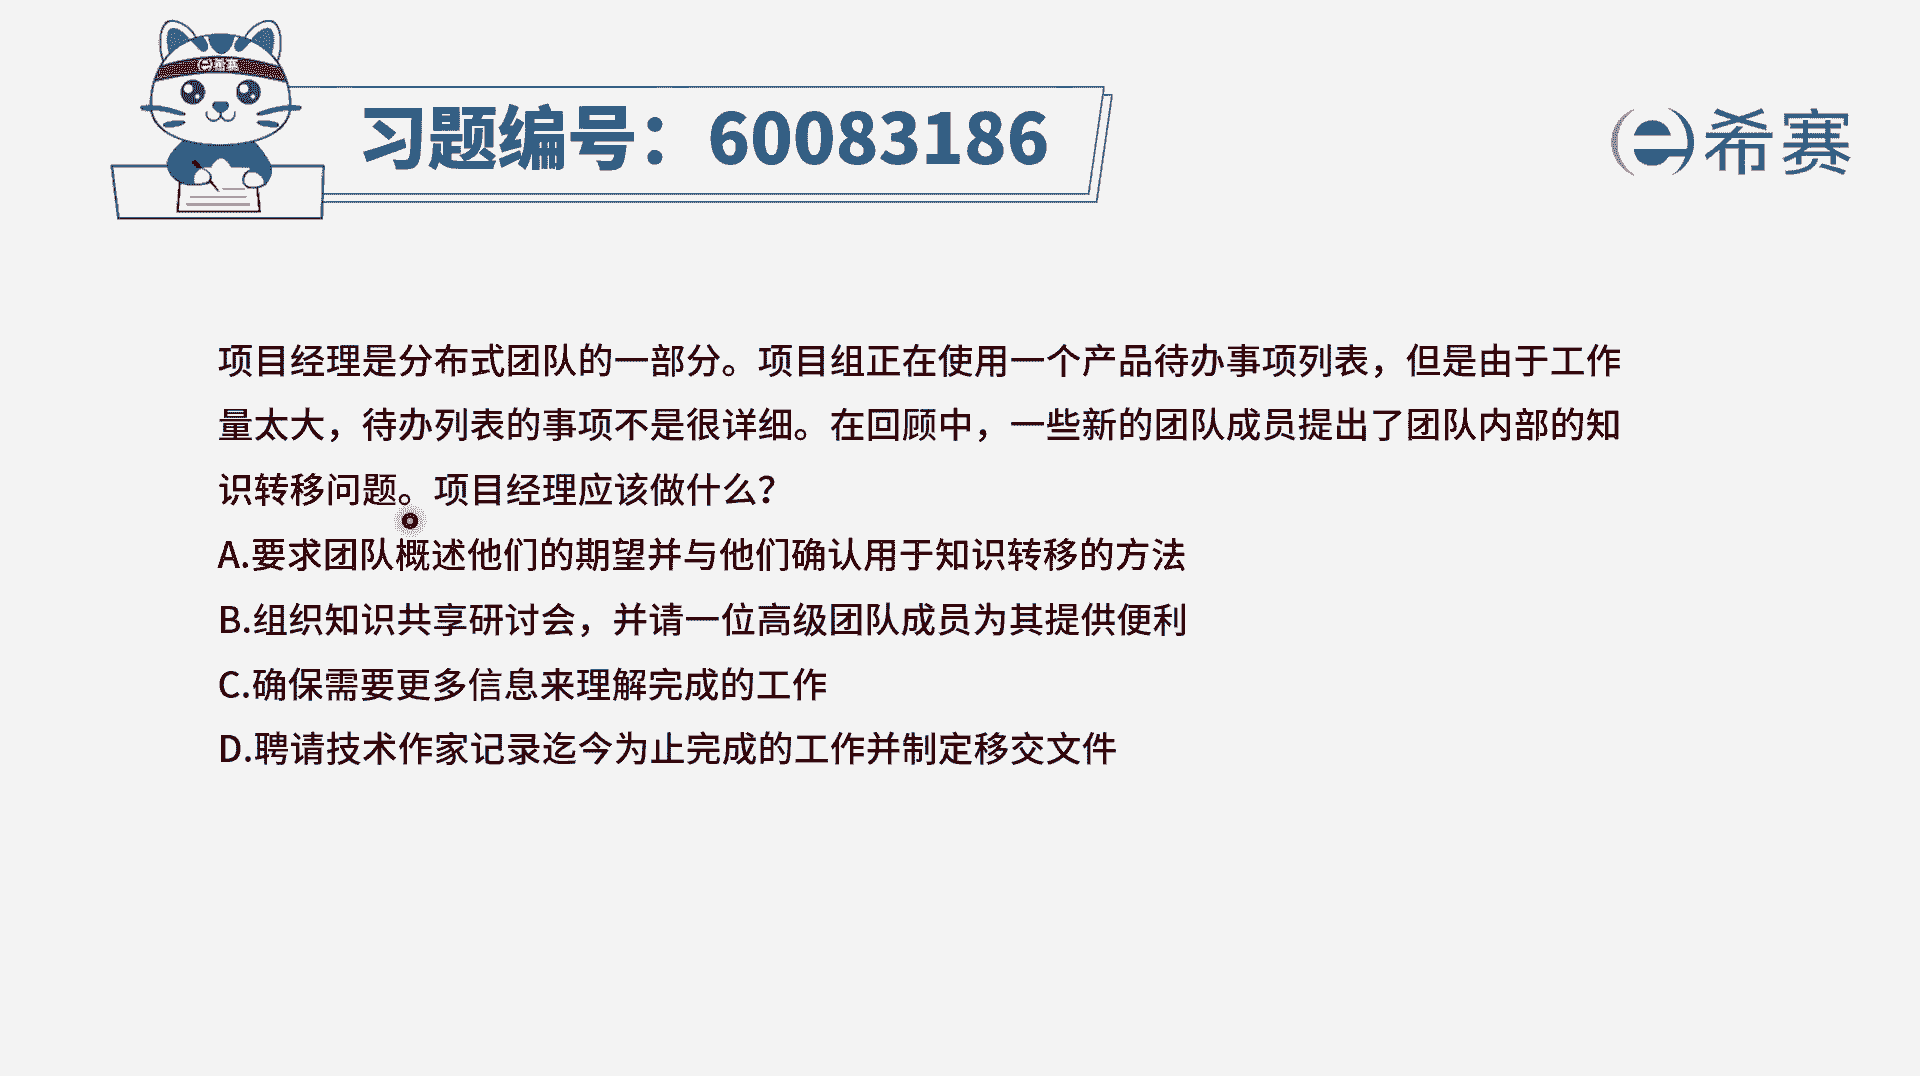 希赛
习题编号：60083186
希赛
项目经理是分布式团队的一部分。项目组正在使用一个产品待办事项列表，但是由于工作
量太大，待办列表的事项不是很详细。在回顾中，一些新的团队成员提出了团队内部的知
识转移问题。项目经理应该做什么？
A.要求团队概述他们的期望并与他们确认用于知识转移的方法
B.组织知识共享研讨会，并请一位高级团队成员为其提供便利
C.确保需要更多信息来理解完成的工作
D.聘请技术作家记录迄今为止完成的工作并制定移交文件